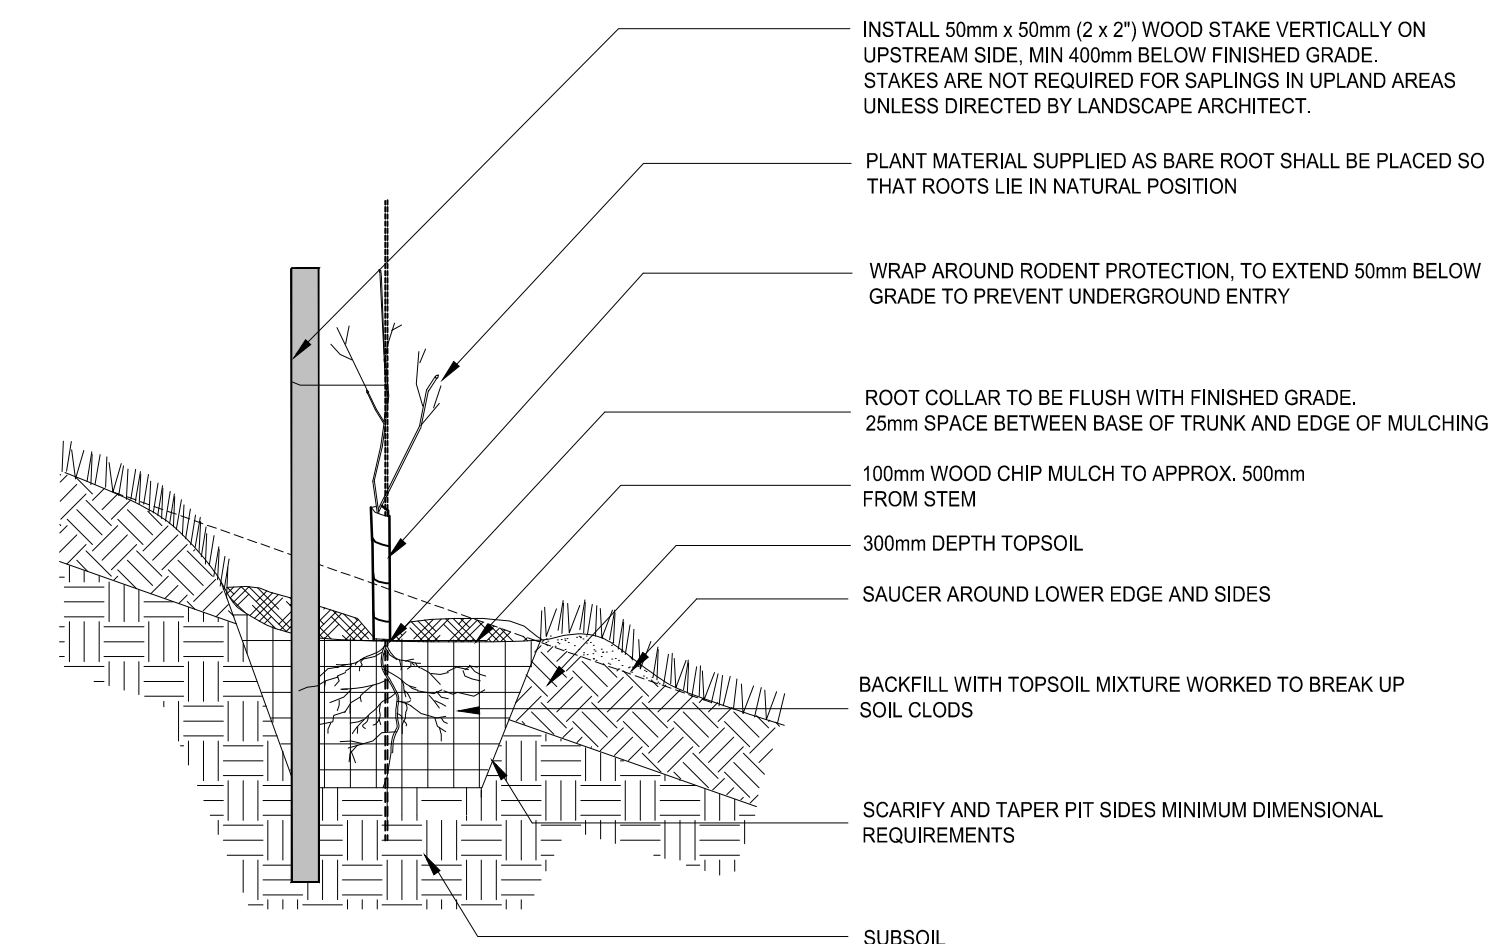 INSTALL 50mm x 50mm (2 x 2") WOOD STAKE VERTICALLY ON
UPSTREAM SIDE, MIN 400mm BELOW FINISHED GRADE.
STAKES ARE NOT REQUIRED FOR SAPLINGS IN UPLAND AREAS
UNLESS DIRECTED BY LANDSCAPE ARCHITECT.
PLANT MATERIAL SUPPLIED AS BARE ROOT SHALL BE PLACED SO
THAT ROOTS LIE IN NATURAL POSITION
WRAP AROUND RODENT PROTECTION, TO EXTEND 50mm BELOW
GRADE TO PREVENT UNDERGROUND ENTRY
ROOT COLLAR TO BE FLUSH WITH FINISHED GRADE.
25mm SPACE BETWEEN BASE OF TRUNK AND EDGE OF MULCHING
100mm WOOD CHIP MULCH TO APPROX. 500mm
FROM STEM
300mm DEPTH TOPSOIL
SAUCER AROUND LOWER EDGE AND SIDES
BACKFILL WITH TOPSOIL MIXTURE WORKED TO BREAK UP
SOIL CLODS
SCARIFY AND TAPER PIT SIDES MINIMUM DIMENSIONAL
REQUIREMENTS
SUBSOIL